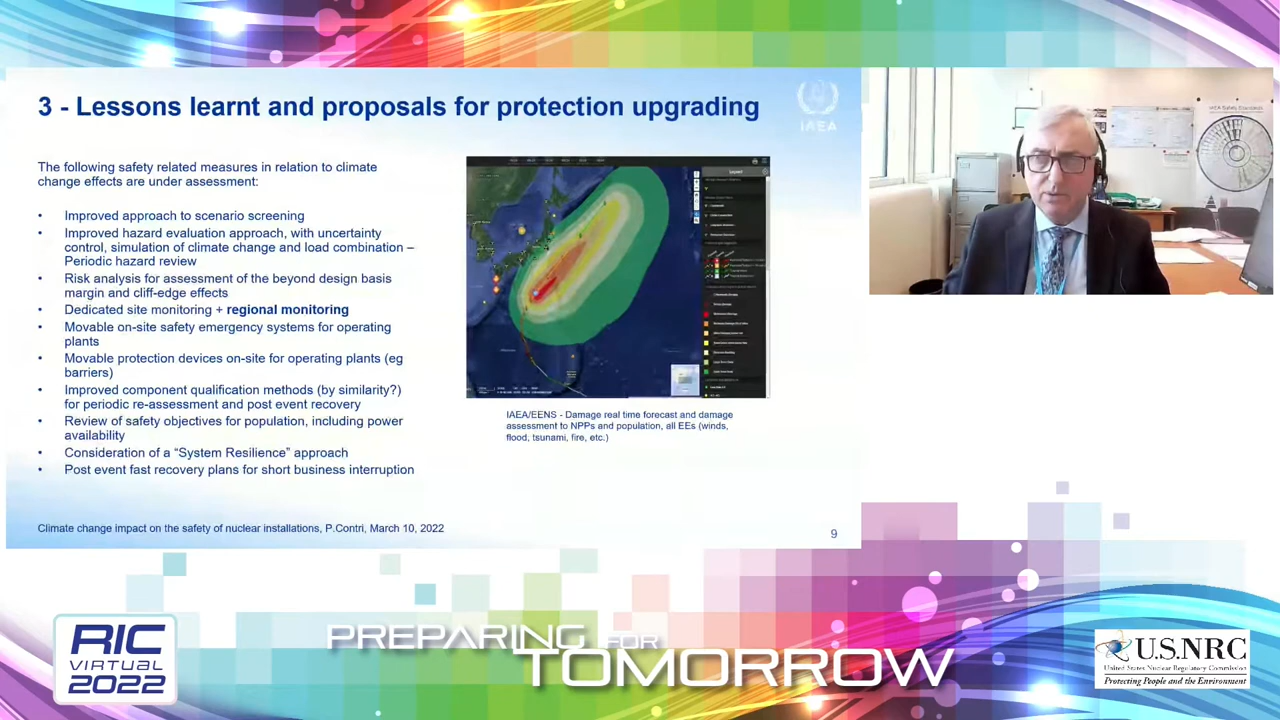 3 - Lessons learnt and proposals for protection upgrading
IAEA
The following safety related measures in relation to climate
change effects are under assessment:
Improved approach to scenario screening
• Improved hazard evaluation approach, with uncertainty
control, simulation of climate change and load combination –
Periodic hazard review
• Risk metrics for assessment of the beyond design basis
margin and cliff-edge effects
• Dedicated site monitoring + regional monitoring
• Movable on-site safety emergency systems for operating
plants
• Movable protection devices on-site for operating plants (eg
barriers)
• Improved component qualification methods (by similarity?)
for periodic re-assessment and post event recovery
• Review of safety objectives for population, including power
availability
• Consideration of a “System Resilience” approach
• Post event fast recovery plans for short business interruption
IAEA/EENS - Damage real time forecast and damage
assessment to NPPs and population, all EEs (winds,
flood, tsunami, fire, etc.)
Climate change impact on the safety of nuclear installations, P.Contri, March 10, 2022
9
IAEA Safety Standards
RIC
VIRTUAL
2022
PREPARING FOR
TOMORROW
U.S.NRC
United States Nuclear Regulatory Commission
Protecting People and the Environment